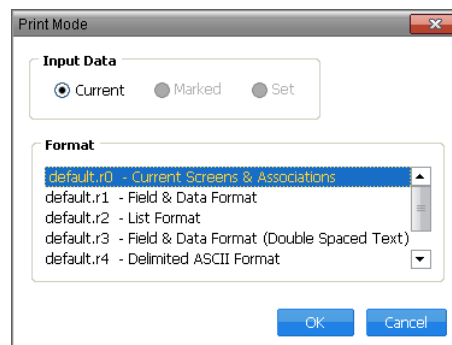 Print Mode
Input Data
Current Marked Set
Format
default.r0 - Current Screens & Associations
default.r1 - Field & Data Format
default.r2 - List Format
default.r3 - Field & Data Format (Double Spaced Text)
default.r4 - Delimited ASCII Format
OK Cancel